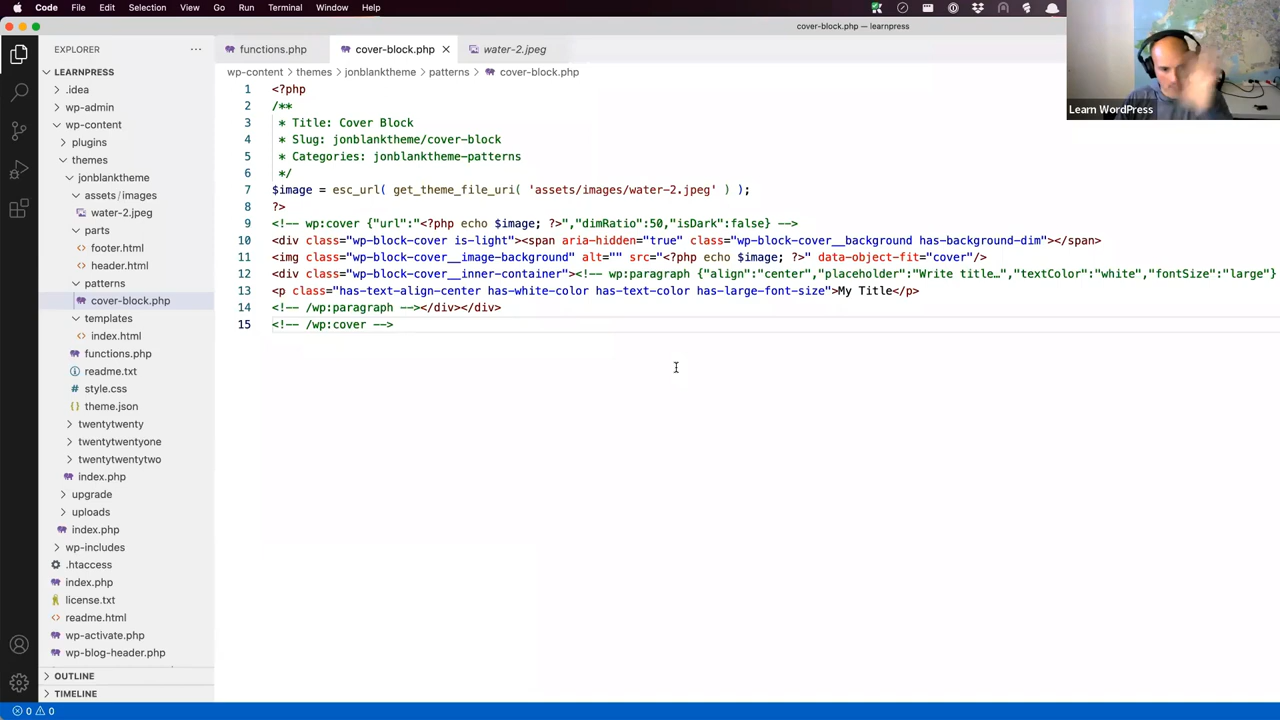 Code File Edit Selection View Go Run Terminal Window Help
cover-block.php — learnpress
Learn WordPress
EXPLORER
functions.php
cover-block.php
water-2.jpeg
wp-content > themes > jonblanktheme > patterns > cover-block.php
LEARNPRESS
.idea
wp-admin
wp-content
plugins
themes
jonblanktheme
assets/images
water-2.jpeg
parts
footer.html
header.html
patterns
cover-block.php
templates
index.html
functions.php
readme.txt
style.css
theme.json
twentytwenty
twentytwentyone
twentytwentytwo
index.php
upgrade
uploads
index.php
wp-includes
.htaccess
index.php
license.txt
readme.html
wp-activate.php
wp-blog-header.php
OUTLINE
TIMELINE
1 <?php
2 /**
3 * Title: Cover Block
4 * Slug: jonblanktheme/cover-block
5 * Categories: jonblanktheme-patterns
6 */
7 $image = esc_url( get_theme_file_uri( 'assets/images/water-2.jpeg' ) );
8 ?>
9 <!-- wp:cover {"url":"<?php echo $image; ?>","dimRatio":50,"isDark":false} -->
10 <div class="wp-block-cover is-light"><span aria-hidden="true" class="wp-block-cover__background has-background-dim"></span>
11 <img class="wp-block-cover__image-background" alt="" src="<?php echo $image; ?>" data-object-fit="cover"/>
12 <div class="wp-block-cover__inner-container"><!-- wp:paragraph {"align":"center","placeholder":"Write title…","textColor":"white","fontSize":"large"}
13 <p class="has-text-align-center has-white-color has-text-color has-large-font-size">My Title</p>
14 <!-- /wp:paragraph --></div></div>
15 <!-- /wp:cover -->
0 0